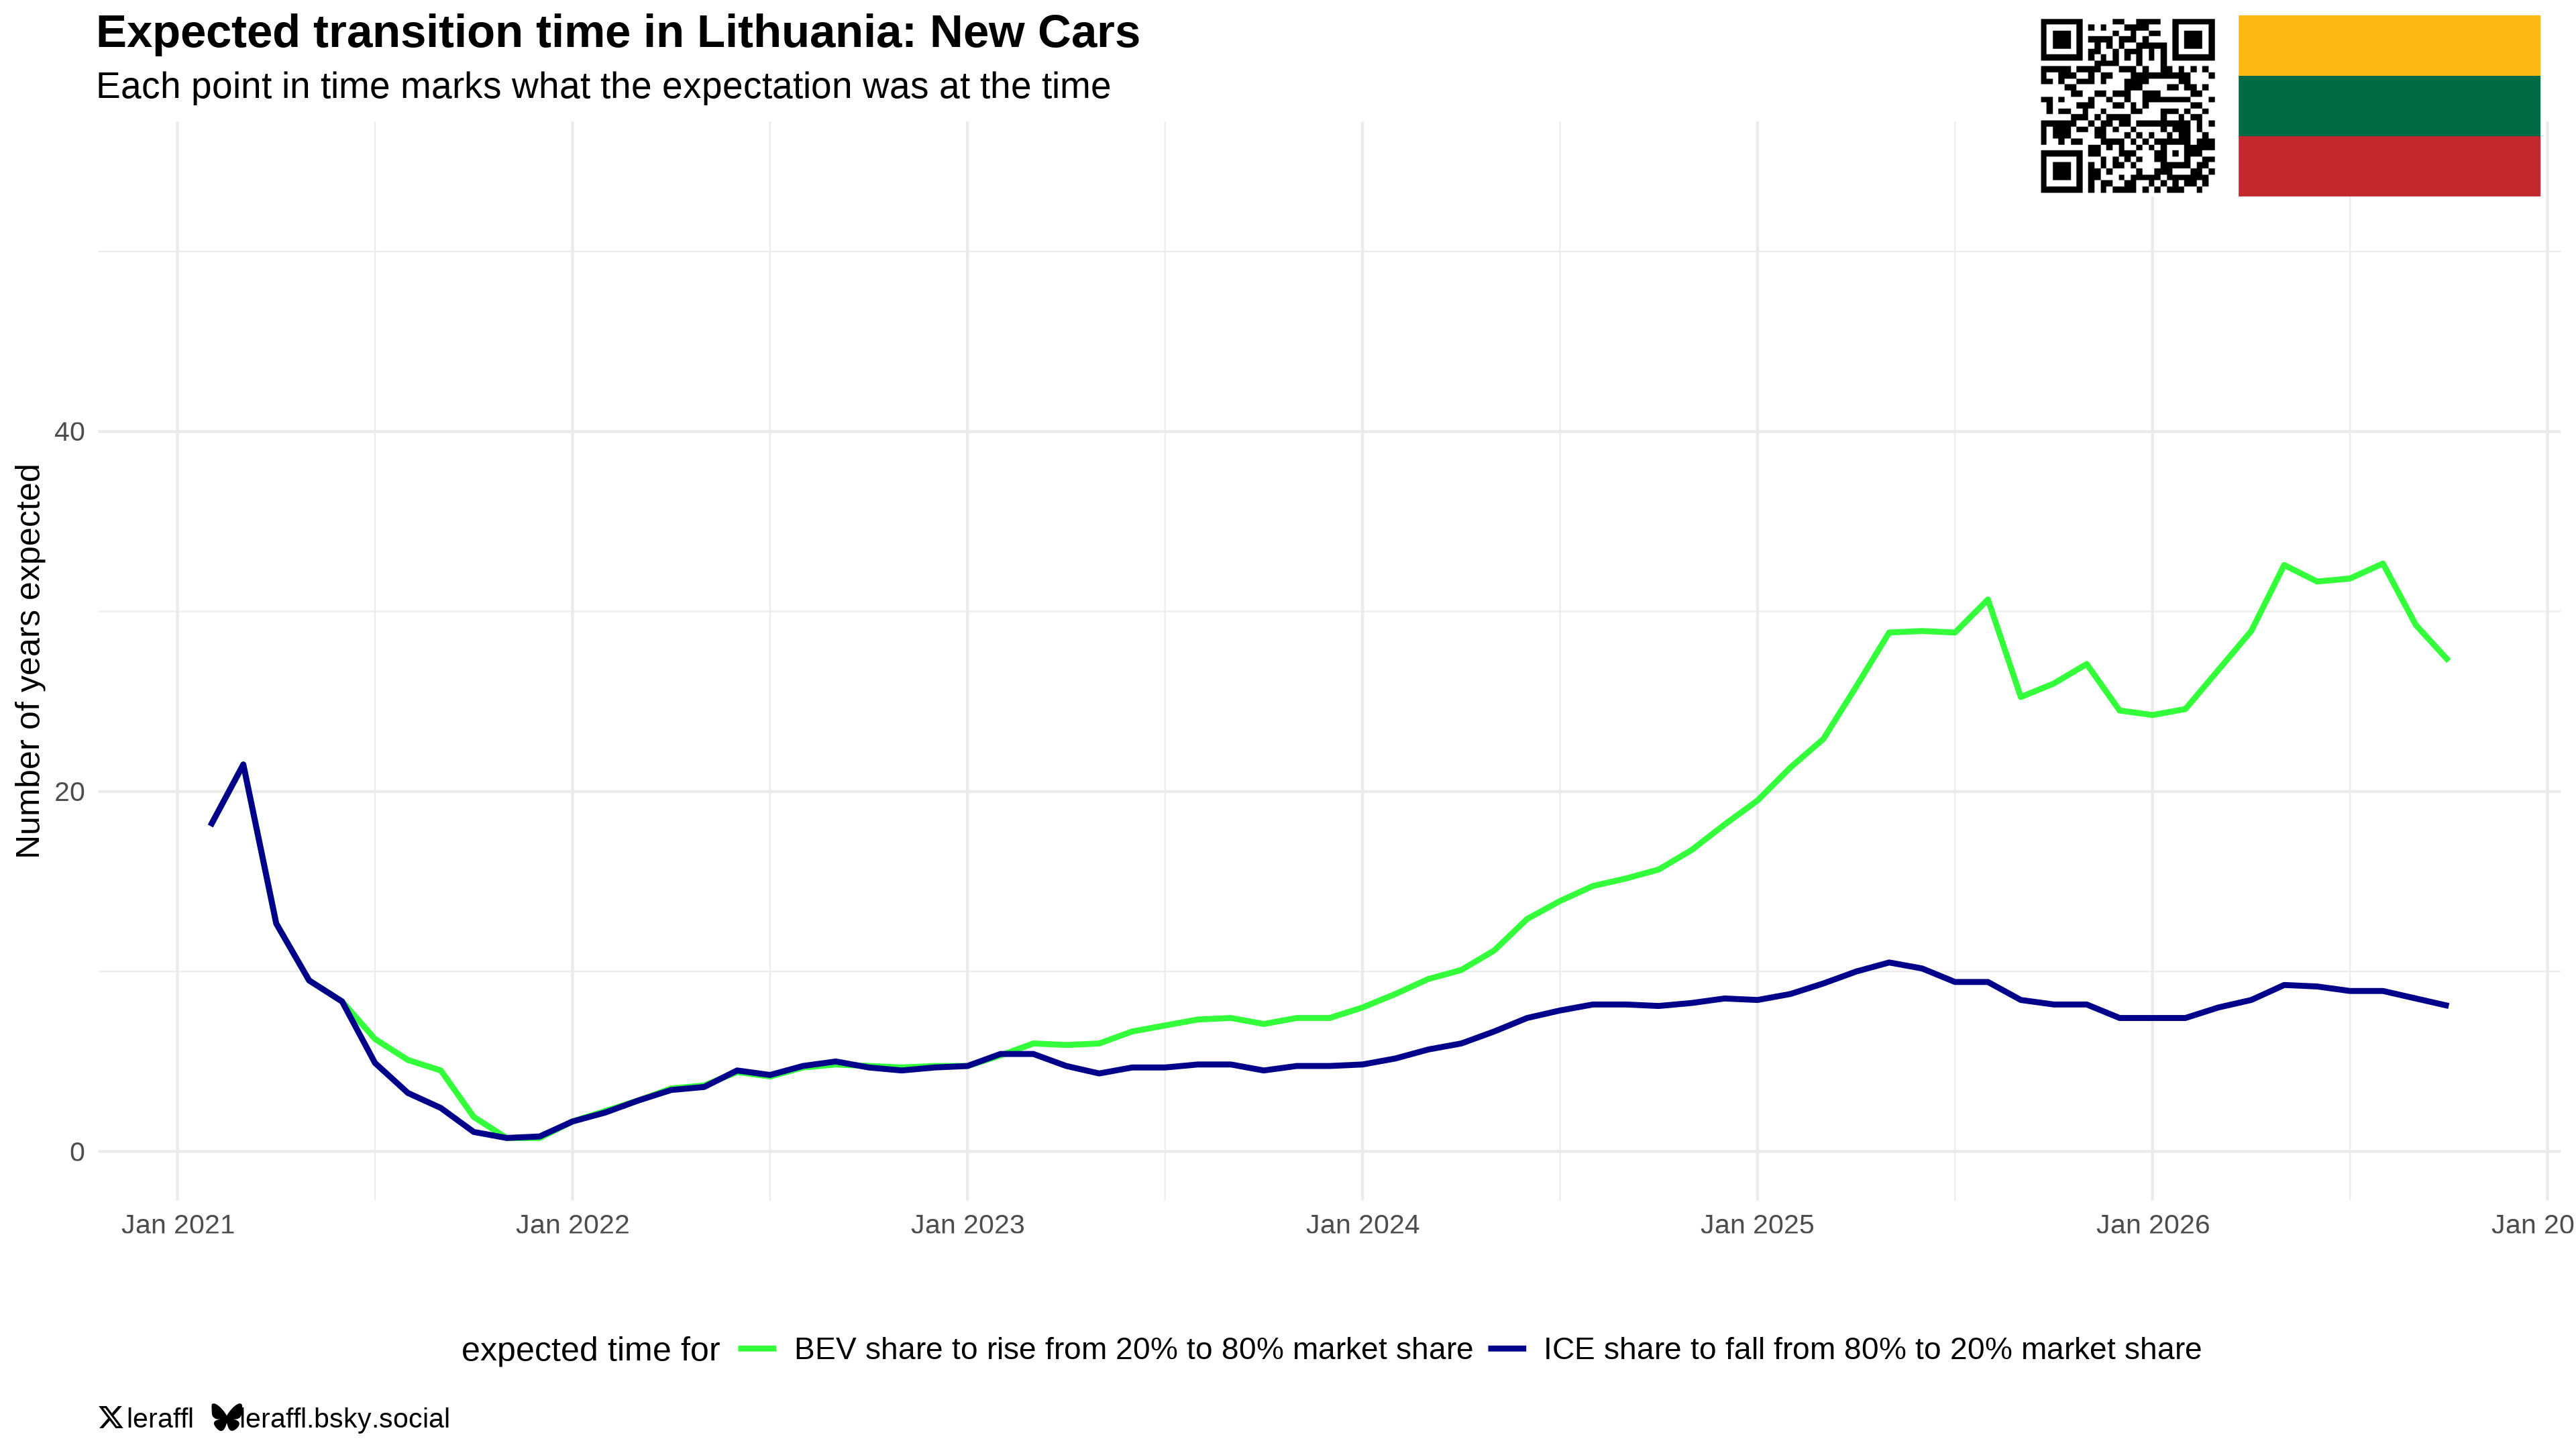 Expected transition time in Lithuania: New Cars
Each point in time marks what the expectation was at the time
Number of years expected
40
20
0
Jan 2021
Jan 2022
Jan 2023
Jan 2024
Jan 2025
Jan 2026
Jan 20
expected time for
BEV share to rise from 20% to 80% market share
ICE share to fall from 80% to 20% market share
leraffl
leraffl.bsky.social